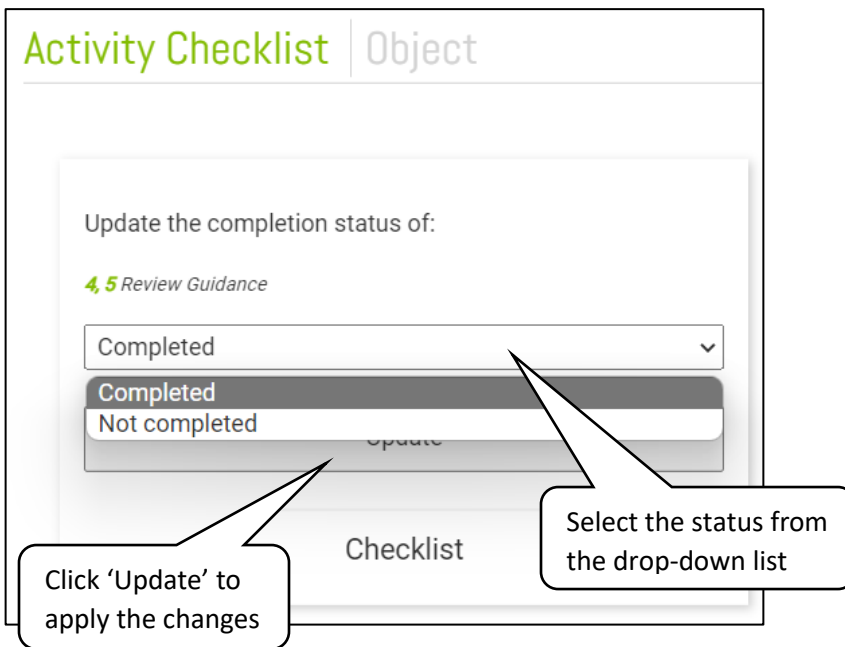 Activity Checklist Object
Update the completion status of:
4, 5 Review Guidance
Completed
Completed
Not completed
Update
Checklist
Select the status from
the drop-down list
Click ‘Update’ to
apply the changes